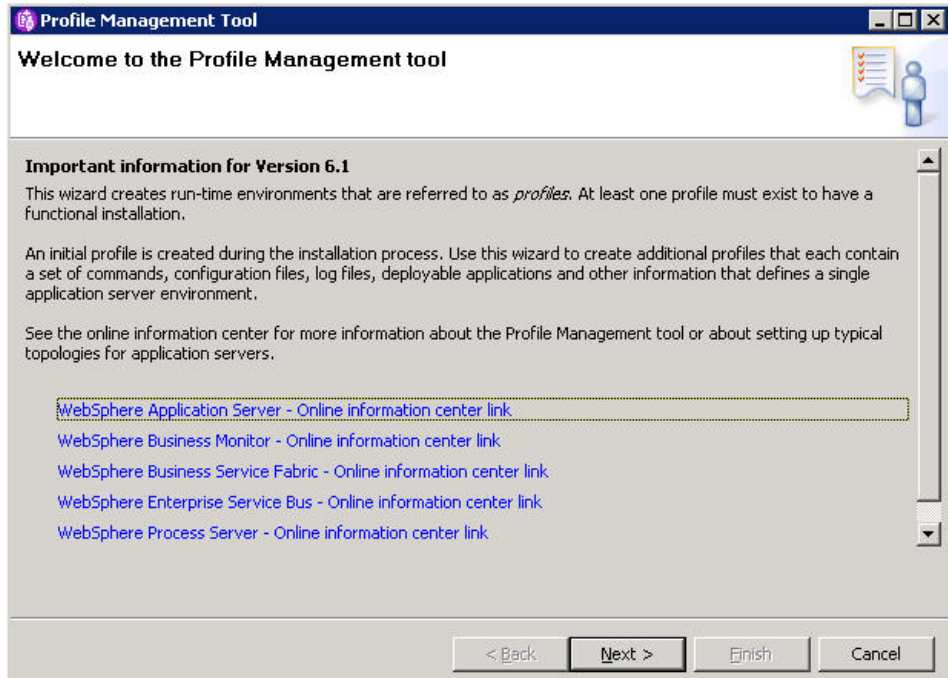 Profile Management Tool
Welcome to the Profile Management tool
Important information for Version 6.1
This wizard creates run-time environments that are referred to as profiles. At least one profile must exist to have a
functional installation.
An initial profile is created during the installation process. Use this wizard to create additional profiles that each contain
a set of commands, configuration files, log files, deployable applications and other information that defines a single
application server environment.
See the online information center for more information about the Profile Management tool or about setting up typical
topologies for application servers.
WebSphere Application Server - Online information center link
WebSphere Business Monitor - Online information center link
WebSphere Business Service Fabric - Online information center link
WebSphere Enterprise Service Bus - Online information center link
WebSphere Process Server - Online information center link
< Back Next > Finish Cancel